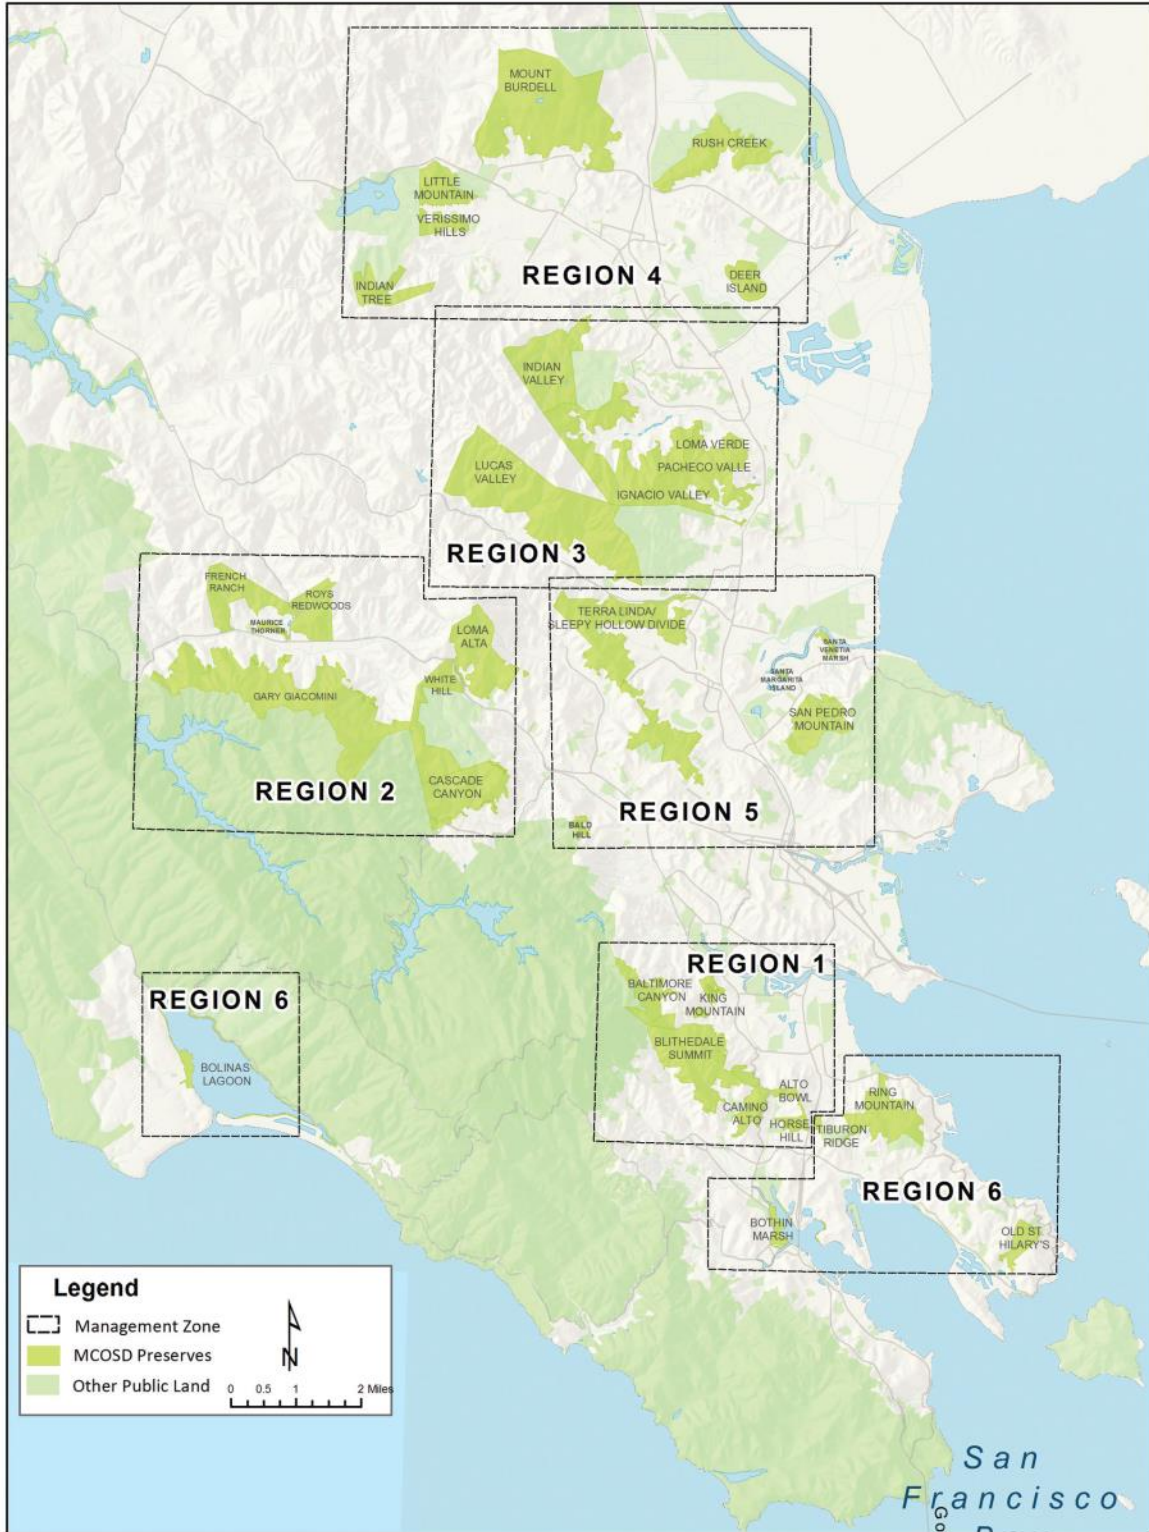 MOUNT
BURDELL
RUSH CREEK
LITTLE
MOUNTAIN
VERISSIMO
HILLS
INDIAN
TREE
REGION 4
DEER
ISLAND
INDIAN
VALLEY
LOMA VERDE
PACHECO VALLE
IGNACIO VALLEY
LUCAS
VALLEY
REGION 3
FRENCH
RANCH
ROYS
REDWOODS
MAURICE
THORNER
LOMA
ALTA
WHITE
HILL
GARY GIACOMINI
CASCADE
CANYON
REGION 2
TERRA LINDA/
SLEEPY HOLLOW DIVIDE
SANTA
VENETIA
MARSH
SANTA
MARGARITA
ISLAND
SAN PEDRO
MOUNTAIN
REGION 5
BALD
HILL
REGION 1
BALTIMORE
CANYON
KING
MOUNTAIN
BLITHEDALE
SUMMIT
ALTO
BOWL
CAMINO
ALTO
HORSE
HILL
REGION 6
BOLINAS
LAGOON
RING
MOUNTAIN
TIBURON
RIDGE
REGION 6
BOTHIN
MARSH
OLD ST
HILARY'S
Legend
Management Zone
MCOSD Preserves
Other Public Land
N
0 0.5 1 2 Miles
San
Francisco
Go